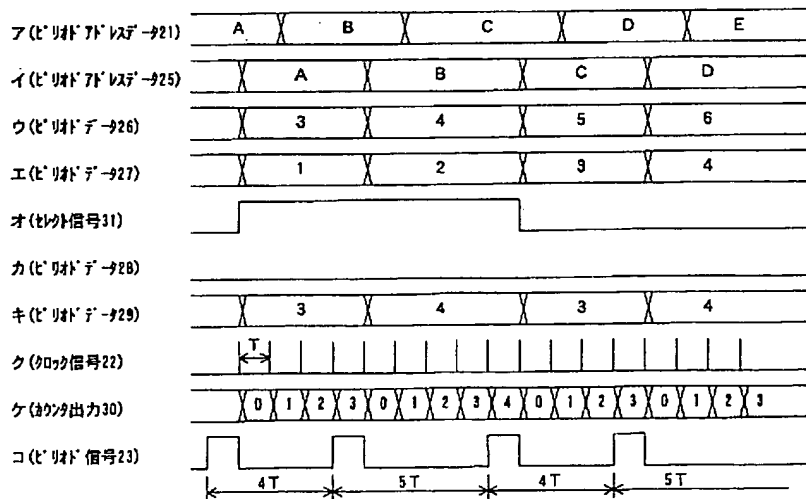 ア(ピリオドアドレスデータ21) A B C D E
イ(ピリオドアドレスデータ25) A B C D
ウ(ピリオドデータ26) 3 4 5 6
エ(ピリオドデータ27) 1 2 3 4
オ(セレクト信号31)
カ(ピリオドデータ28)
キ(ピリオドデータ29) 3 4 3 4
T
ク(クロック信号22)
ケ(カウンタ出力30) 0 1 2 3 0 1 2 3 4 0 1 2 3 0 1 2 3
コ(ピリオド信号23)
4T 5T 4T 5T